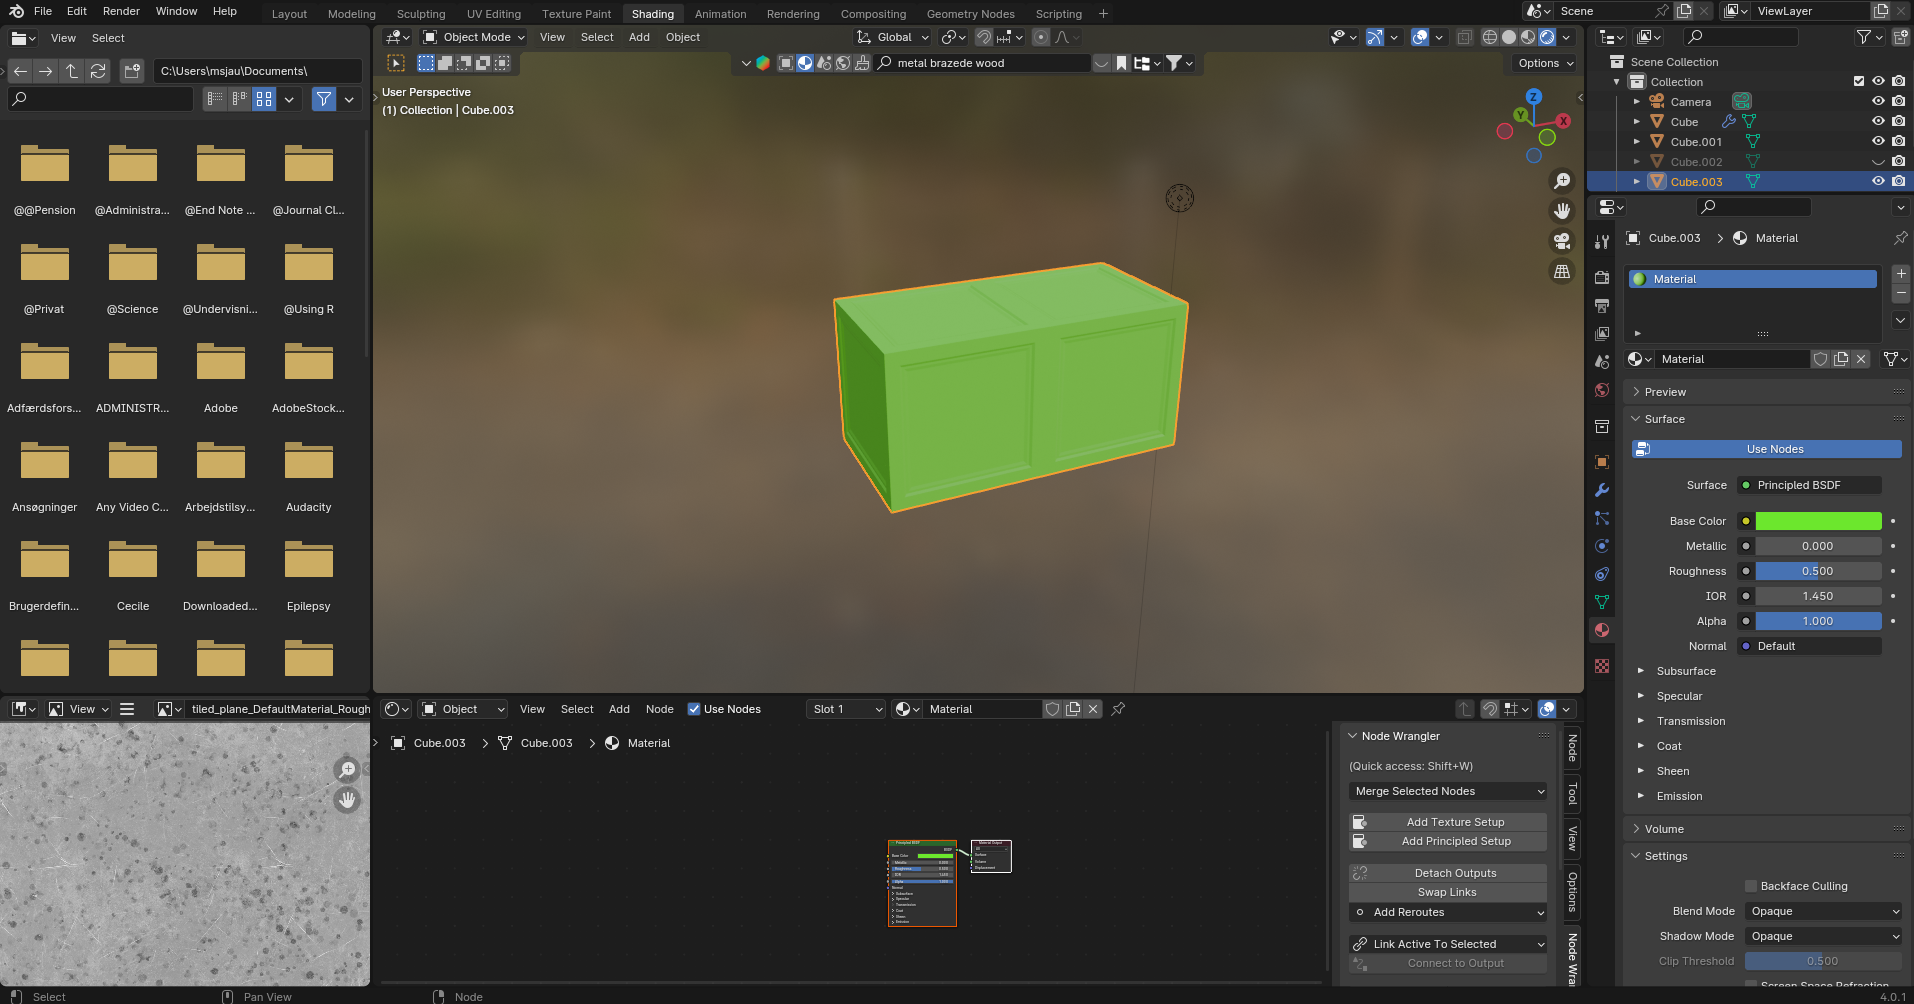 File Edit Render Window Help
Layout Modeling Sculpting UV Editing Texture Paint Shading Animation Rendering Compositing Geometry Nodes Scripting +
Scene
ViewLayer
View Select
C:\Users\msjau\Documents\
@@Pension @Administra... @End Note ... @Journal Cl...
@Privat @Science @Undervisni... @Using R
Adfærdsfors... ADMINISTR... Adobe AdobeStock...
Ansøgninger Any Video C... Arbejdstilsy... Audacity
Brugerdefin... Cecile Downloaded... Epilepsy
Object Mode View Select Add Object
Global
metal brazede wood
Options
User Perspective
(1) Collection | Cube.003
Z
Y
X
Scene Collection
Collection
Camera
Cube
Cube.001
Cube.002
Cube.003
Cube.003 > Material
Material
Material
Preview
Surface
Use Nodes
Surface Principled BSDF
Base Color
Metallic 0.000
Roughness 0.500
IOR 1.450
Alpha 1.000
Normal Default
Subsurface
Specular
Transmission
Coat
Sheen
Emission
Volume
Settings
Backface Culling
Blend Mode Opaque
Shadow Mode Opaque
Clip Threshold 0.500
Screen Space Refraction
View
tiled_plane_DefaultMaterial_Rough
Object View Select Add Node Use Nodes Slot 1 Material
Cube.003 > Cube.003 > Material
Node Wrangler
(Quick access: Shift+W)
Merge Selected Nodes
Add Texture Setup
Add Principled Setup
Detach Outputs
Swap Links
Add Reroutes
Link Active To Selected
Connect to Output
Node
Tool
View
Options
Node Wra
Select Pan View Node
4.0.1